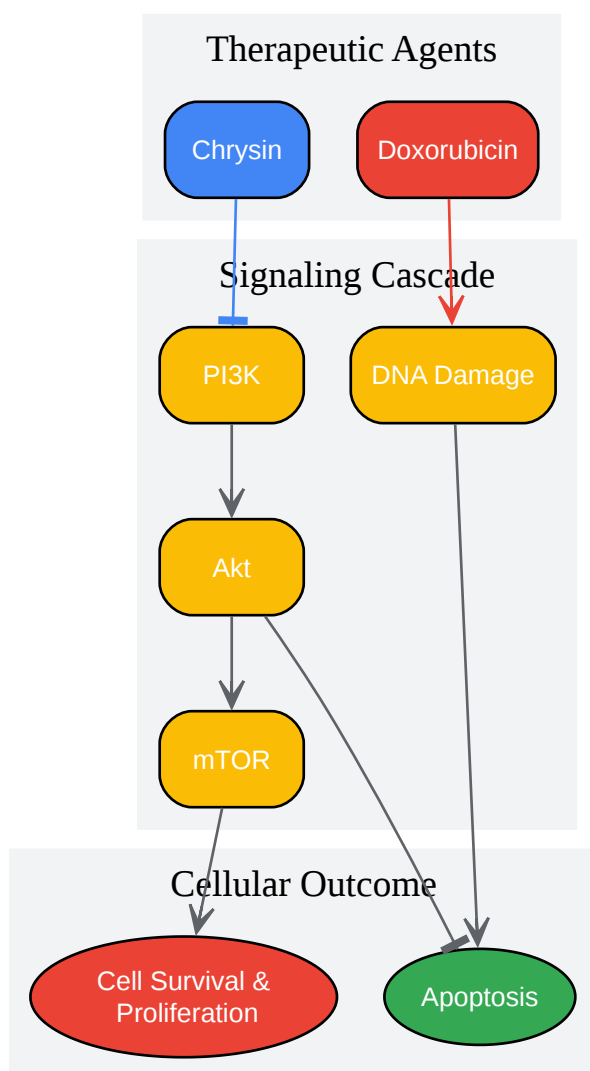 Therapeutic Agents
Chrysin
Doxorubicin
Signaling Cascade
PI3K
DNA Damage
Akt
mTOR
Cellular Outcome
Cell Survival &
Proliferation
Apoptosis